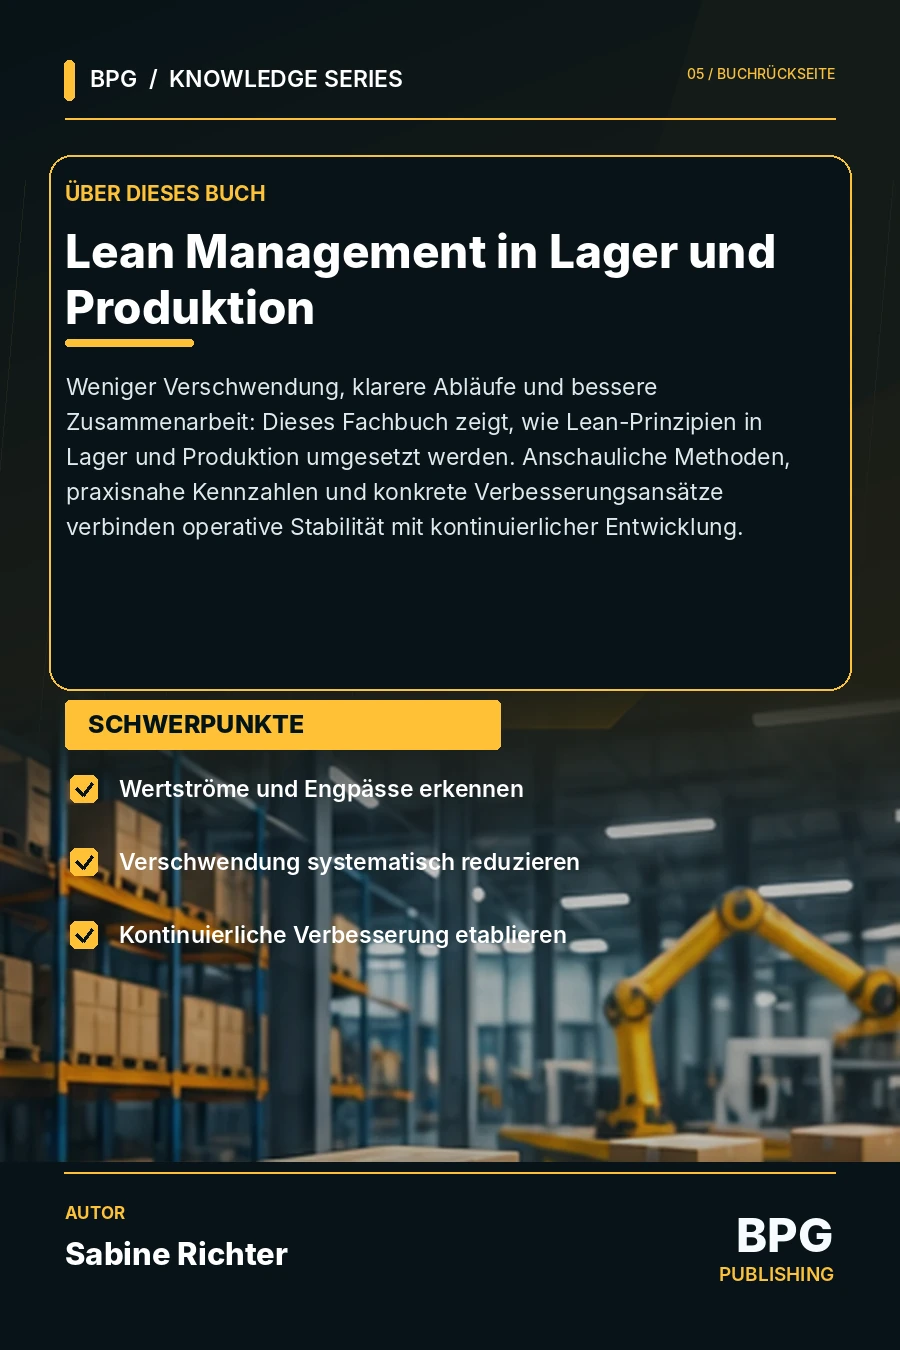 BPG / KNOWLEDGE SERIES
05 / BUCHRÜCKSEITE
ÜBER DIESES BUCH
Lean Management in Lager und
Produktion
Weniger Verschwendung, klarere Abläufe und bessere
Zusammenarbeit: Dieses Fachbuch zeigt, wie Lean-Prinzipien in
Lager und Produktion umgesetzt werden. Anschauliche Methoden,
praxisnahe Kennzahlen und konkrete Verbesserungsansätze
verbinden operative Stabilität mit kontinuierlicher Entwicklung.
SCHWERPUNKTE
Wertströme und Engpässe erkennen
Verschwendung systematisch reduzieren
Kontinuierliche Verbesserung etablieren
AUTOR
Sabine Richter
BPG
PUBLISHING